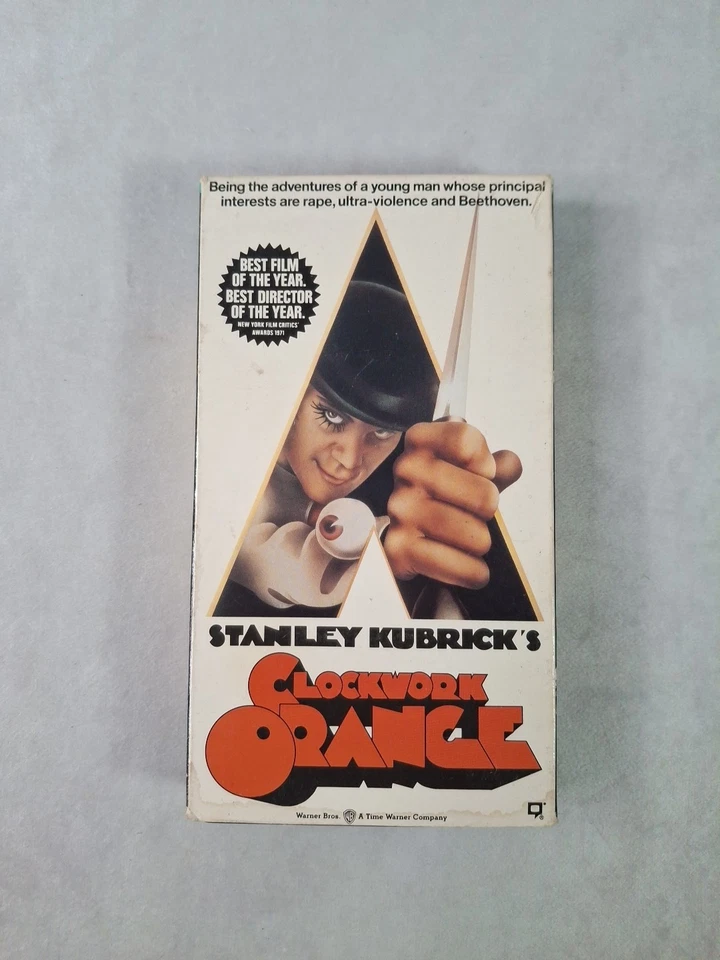 Being the adventures of a young man whose principal
interests are rape, ultra-violence and Beethoven.
BEST FILM
OF THE YEAR.
BEST DIRECTOR
OF THE YEAR.
NEW YORK FILM CRITICS'
AWARDS 1971
STANLEY KUBRICK'S
CLOCKWORK
ORANGE
Warner Bros. WB A Time Warner Company
®